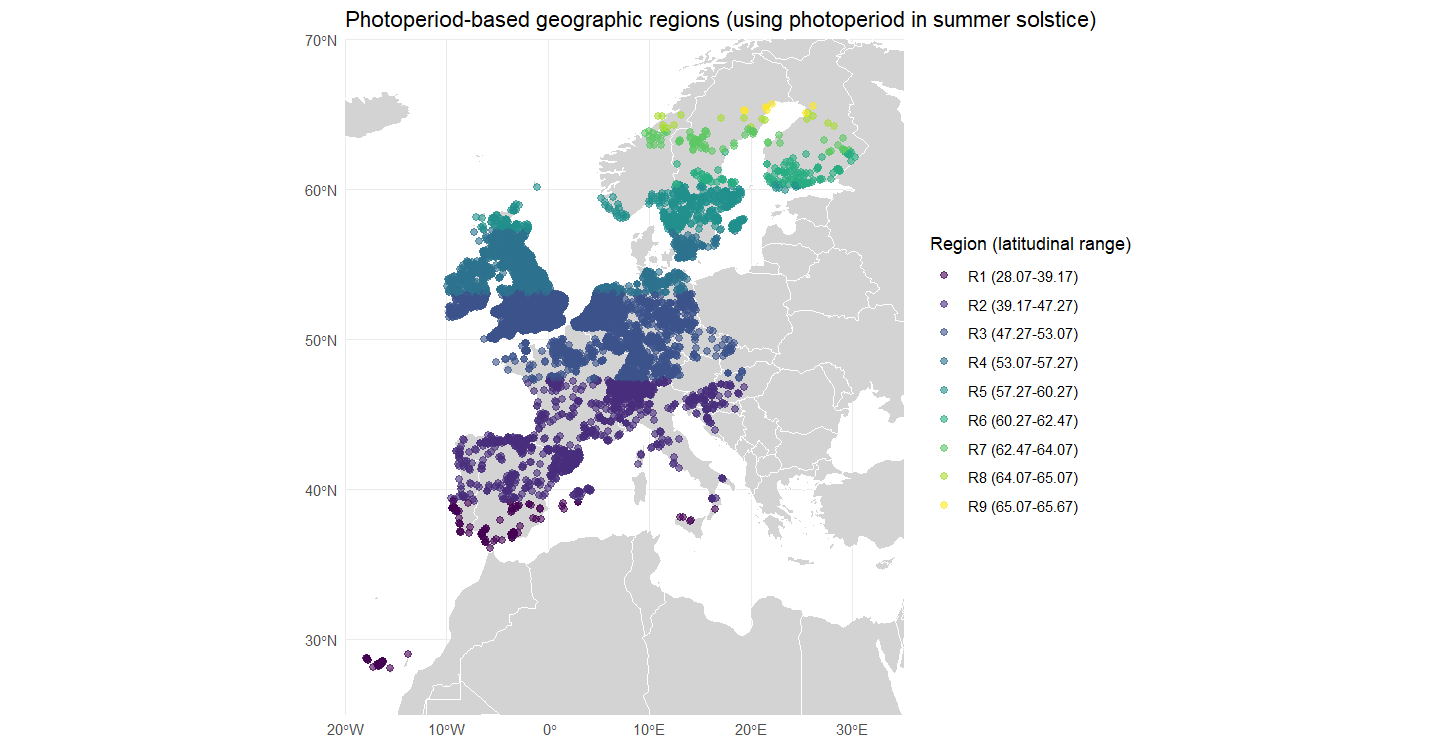 Photoperiod-based geographic regions (using photoperiod in summer solstice)
70°N
60°N
50°N
40°N
30°N
20°W
10°W
0°
10°E
20°E
30°E
Region (latitudinal range)
R1 (28.07-39.17)
R2 (39.17-47.27)
R3 (47.27-53.07)
R4 (53.07-57.27)
R5 (57.27-60.27)
R6 (60.27-62.47)
R7 (62.47-64.07)
R8 (64.07-65.07)
R9 (65.07-65.67)